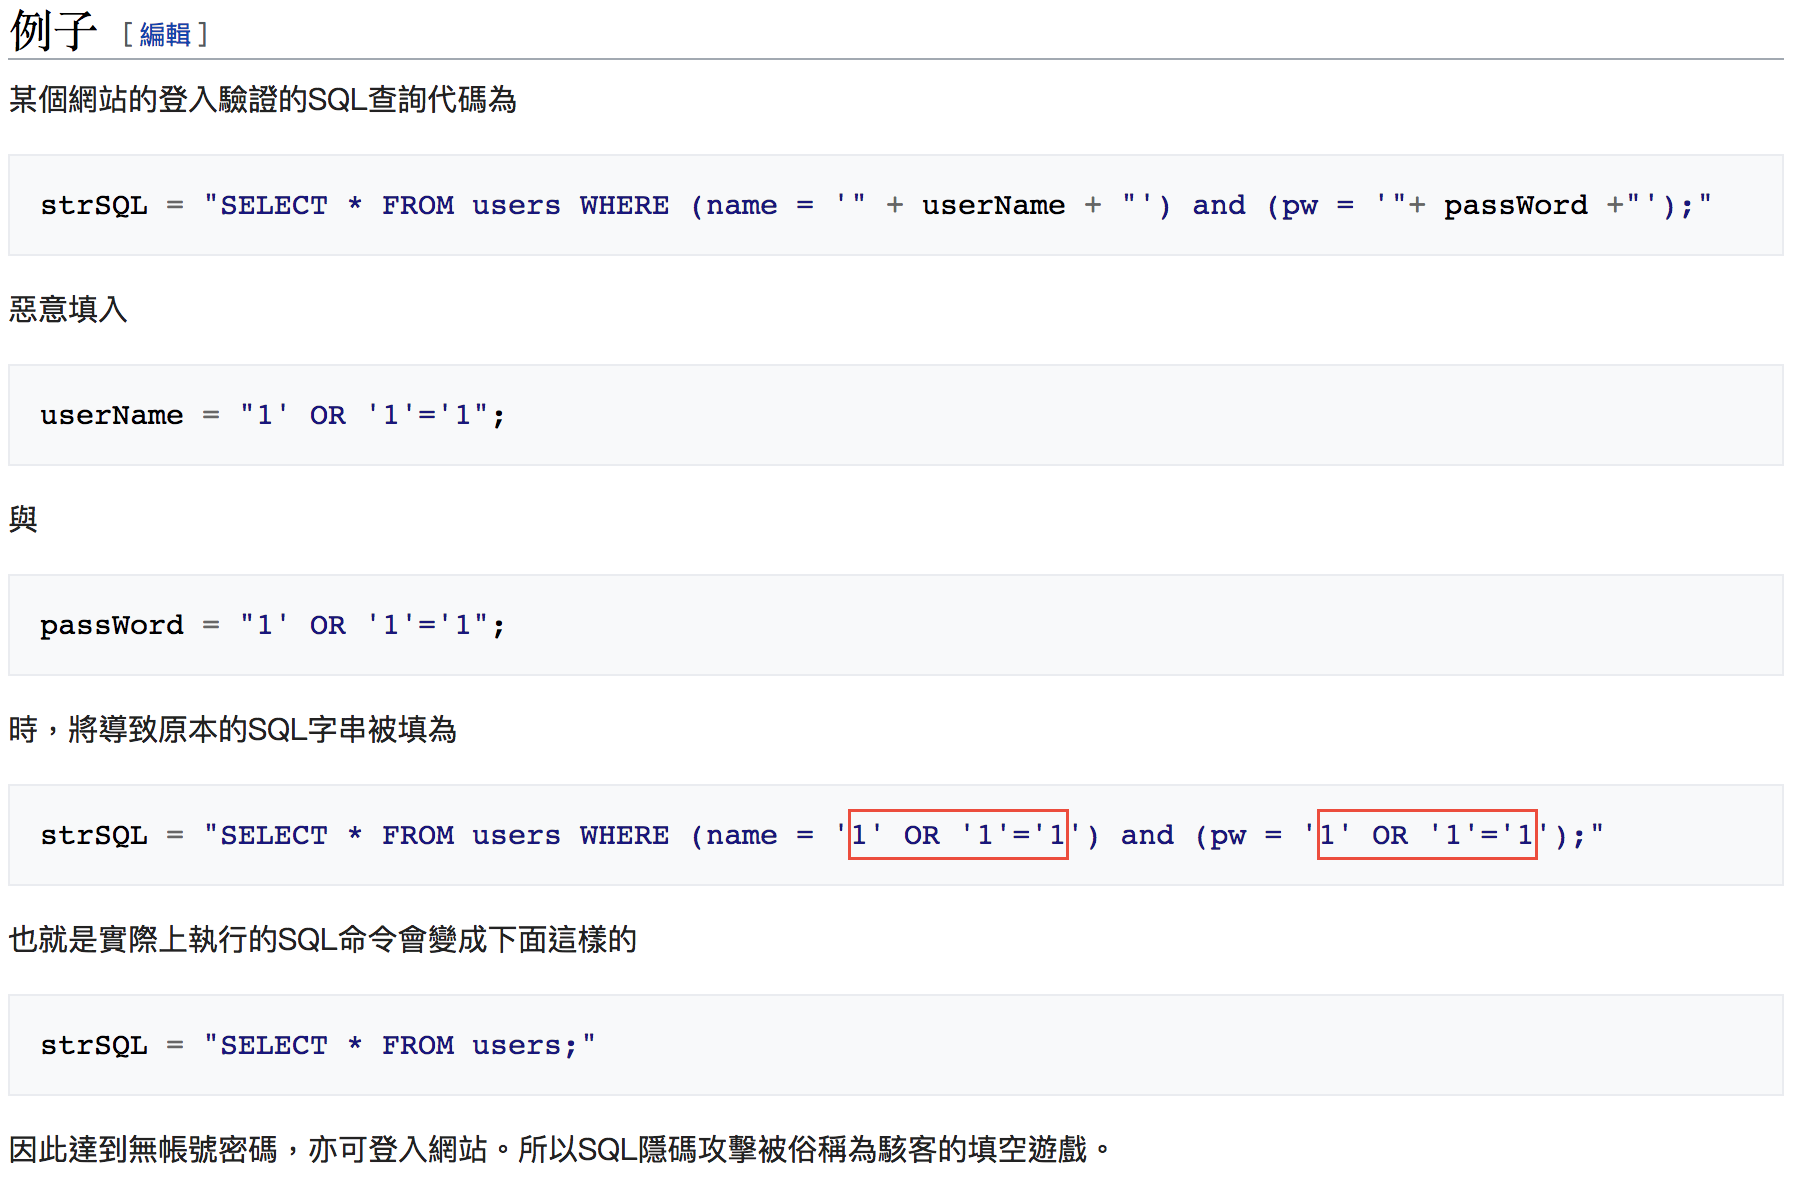 例子 [編輯]
某個網站的登入驗證的SQL查詢代碼為
strSQL = "SELECT * FROM users WHERE (name = '" + userName + "') and (pw = '"+ passWord +"');"
惡意填入
userName = "1' OR '1'='1";
與
passWord = "1' OR '1'='1";
時，將導致原本的SQL字串被填為
strSQL = "SELECT * FROM users WHERE (name = '1' OR '1'='1') and (pw = '1' OR '1'='1');"
也就是實際上執行的SQL命令會變成下面這樣的
strSQL = "SELECT * FROM users;"
因此達到無帳號密碼，亦可登入網站。所以SQL隱碼攻擊被俗稱為駭客的填空遊戲。